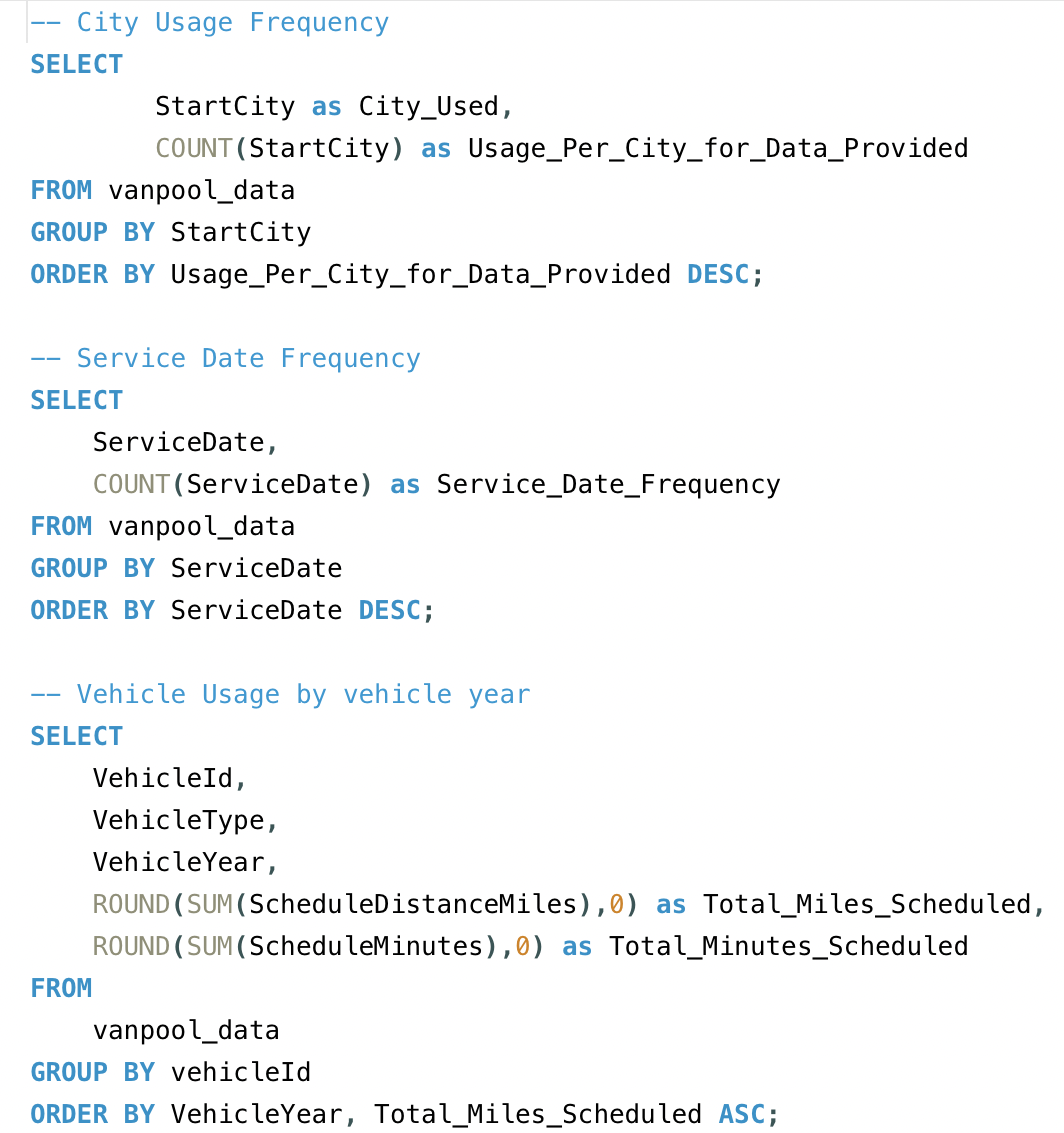 -- City Usage Frequency
SELECT
        StartCity as City_Used,
        COUNT(StartCity) as Usage_Per_City_for_Data_Provided
FROM vanpool_data
GROUP BY StartCity
ORDER BY Usage_Per_City_for_Data_Provided DESC;

-- Service Date Frequency
SELECT
    ServiceDate,
    COUNT(ServiceDate) as Service_Date_Frequency
FROM vanpool_data
GROUP BY ServiceDate
ORDER BY ServiceDate DESC;

-- Vehicle Usage by vehicle year
SELECT
    VehicleId,
    VehicleType,
    VehicleYear,
    ROUND(SUM(ScheduleDistanceMiles),0) as Total_Miles_Scheduled,
    ROUND(SUM(ScheduleMinutes),0) as Total_Minutes_Scheduled
FROM
    vanpool_data
GROUP BY vehicleId
ORDER BY VehicleYear, Total_Miles_Scheduled ASC;